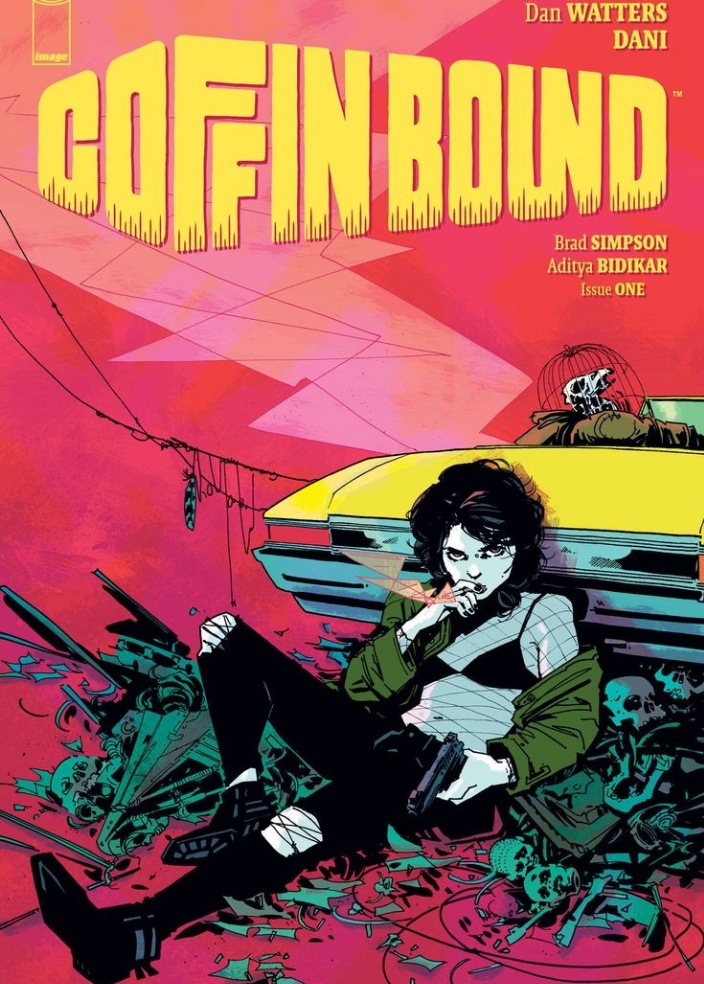 Dan WATTERS
DANI
image
COFFIN BOUND
™
Brad SIMPSON
Aditya BIDIKAR
Issue ONE